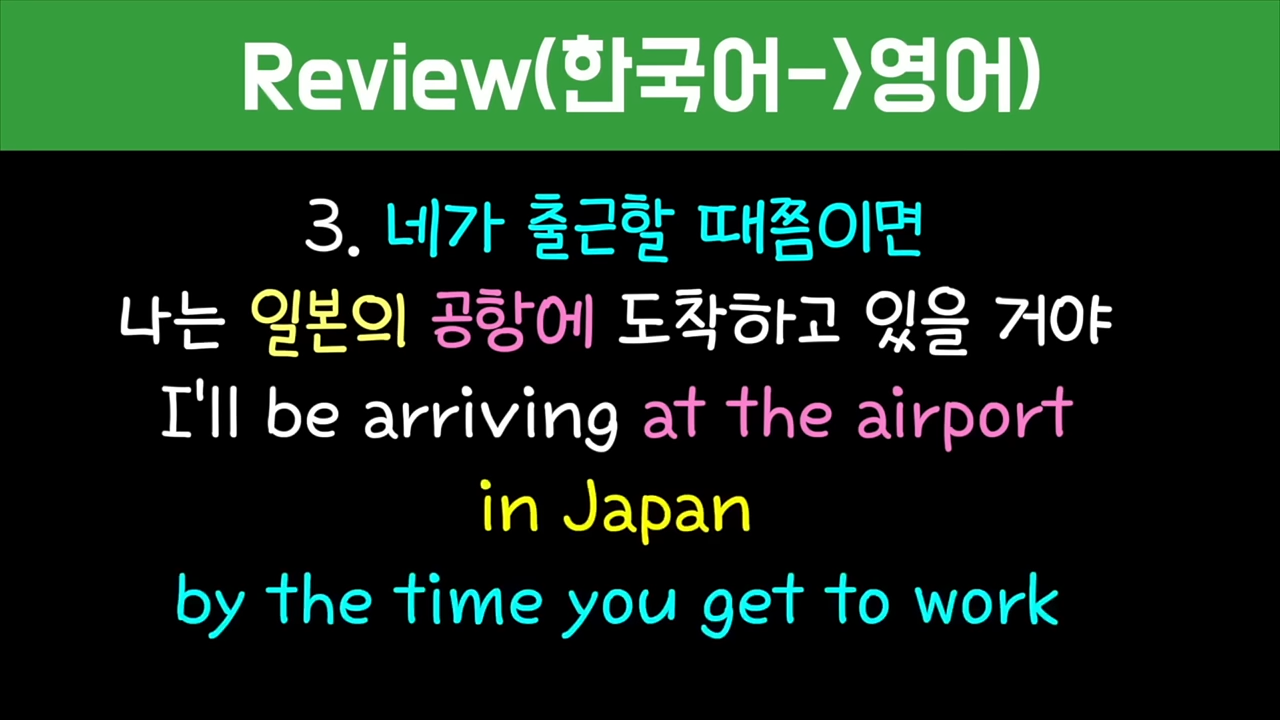 Review(한국어->영어)
3. 네가 출근할 때쯤이면
나는 일본의 공항에 도착하고 있을 거야
I'll be arriving at the airport
in Japan
by the time you get to work